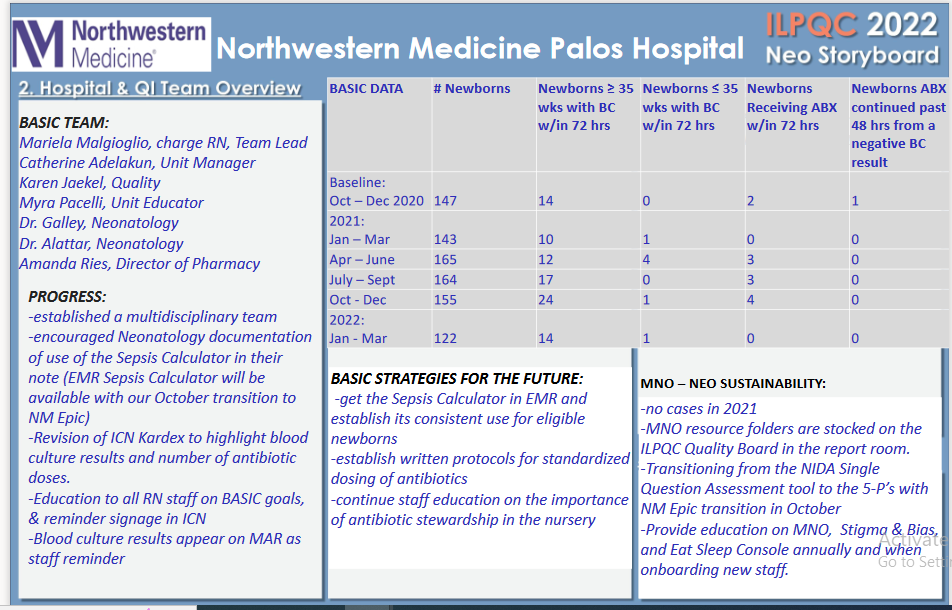 Northwestern
Medicine®
Northwestern Medicine Palos Hospital
ILPQC 2022
Neo Storyboard
2. Hospital & QI Team Overview
BASIC TEAM:
Mariela Malgioglio, charge RN, Team Lead
Catherine Adelakun, Unit Manager
Karen Jaekel, Quality
Myra Pacelli, Unit Educator
Dr. Galley, Neonatology
Dr. Alattar, Neonatology
Amanda Ries, Director of Pharmacy
PROGRESS:
-established a multidisciplinary team
-encouraged Neonatology documentation
of use of the Sepsis Calculator in their
note (EMR Sepsis Calculator will be
available with our October transition to
NM Epic)
-Revision of ICN Kardex to highlight blood
culture results and number of antibiotic
doses.
-Education to all RN staff on BASIC goals,
& reminder signage in ICN
-Blood culture results appear on MAR as
staff reminder
BASIC DATA
# Newborns
Newborns ≥ 35
wks with BC
w/in 72 hrs
Newborns ≤ 35
wks with BC
w/in 72 hrs
Newborns
Receiving ABX
w/in 72 hrs
Newborns ABX
continued past
48 hrs from a
negative BC
result
Baseline:
Oct – Dec 2020 147 14 0 2 1
2021:
Jan – Mar 143 10 1 0 0
Apr – June 165 12 4 3 0
July – Sept 164 17 0 3 0
Oct - Dec 155 24 1 4 0
2022:
Jan - Mar 122 14 1 0 0
BASIC STRATEGIES FOR THE FUTURE:
-get the Sepsis Calculator in EMR and
establish its consistent use for eligible
newborns
-establish written protocols for standardized
dosing of antibiotics
-continue staff education on the importance
of antibiotic stewardship in the nursery
MNO – NEO SUSTAINABILITY:
-no cases in 2021
-MNO resource folders are stocked on the
ILPQC Quality Board in the report room.
-Transitioning from the NIDA Single
Question Assessment tool to the 5-P's with
NM Epic transition in October
-Provide education on MNO, Stigma & Bias,
and Eat Sleep Console annually and when
onboarding new staff.
Activate
Go to Sett